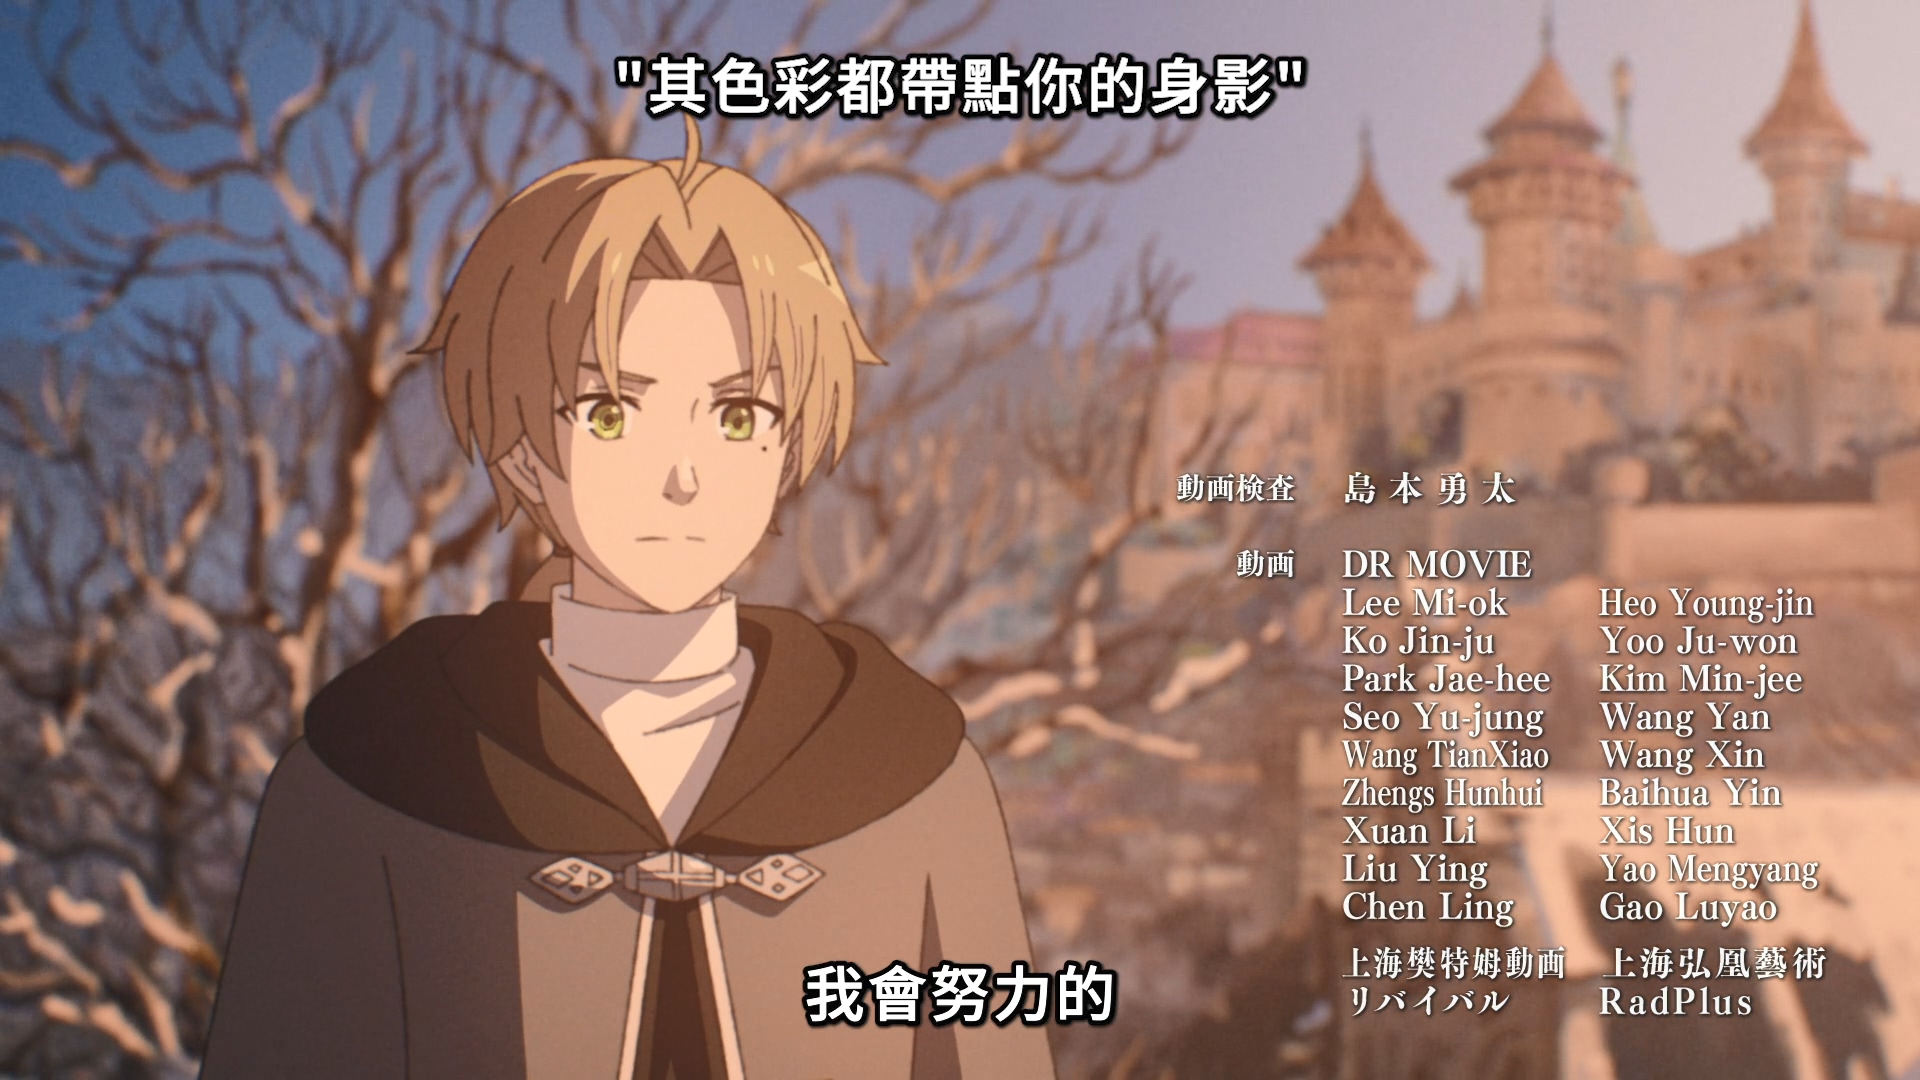 "其色彩都帶點你的身影"
動画検査 島本勇太
動画 DR MOVIE
Lee Mi-ok Heo Young-jin
Ko Jin-ju Yoo Ju-won
Park Jae-hee Kim Min-jee
Seo Yu-jung Wang Yan
Wang TianXiao Wang Xin
Zhengs Hunhui Baihua Yin
Xuan Li Xis Hun
Liu Ying Yao Mengyang
Chen Ling Gao Luyao
上海樊特姆動画 上海弘凰藝術
リバイバル RadPlus
我會努力的